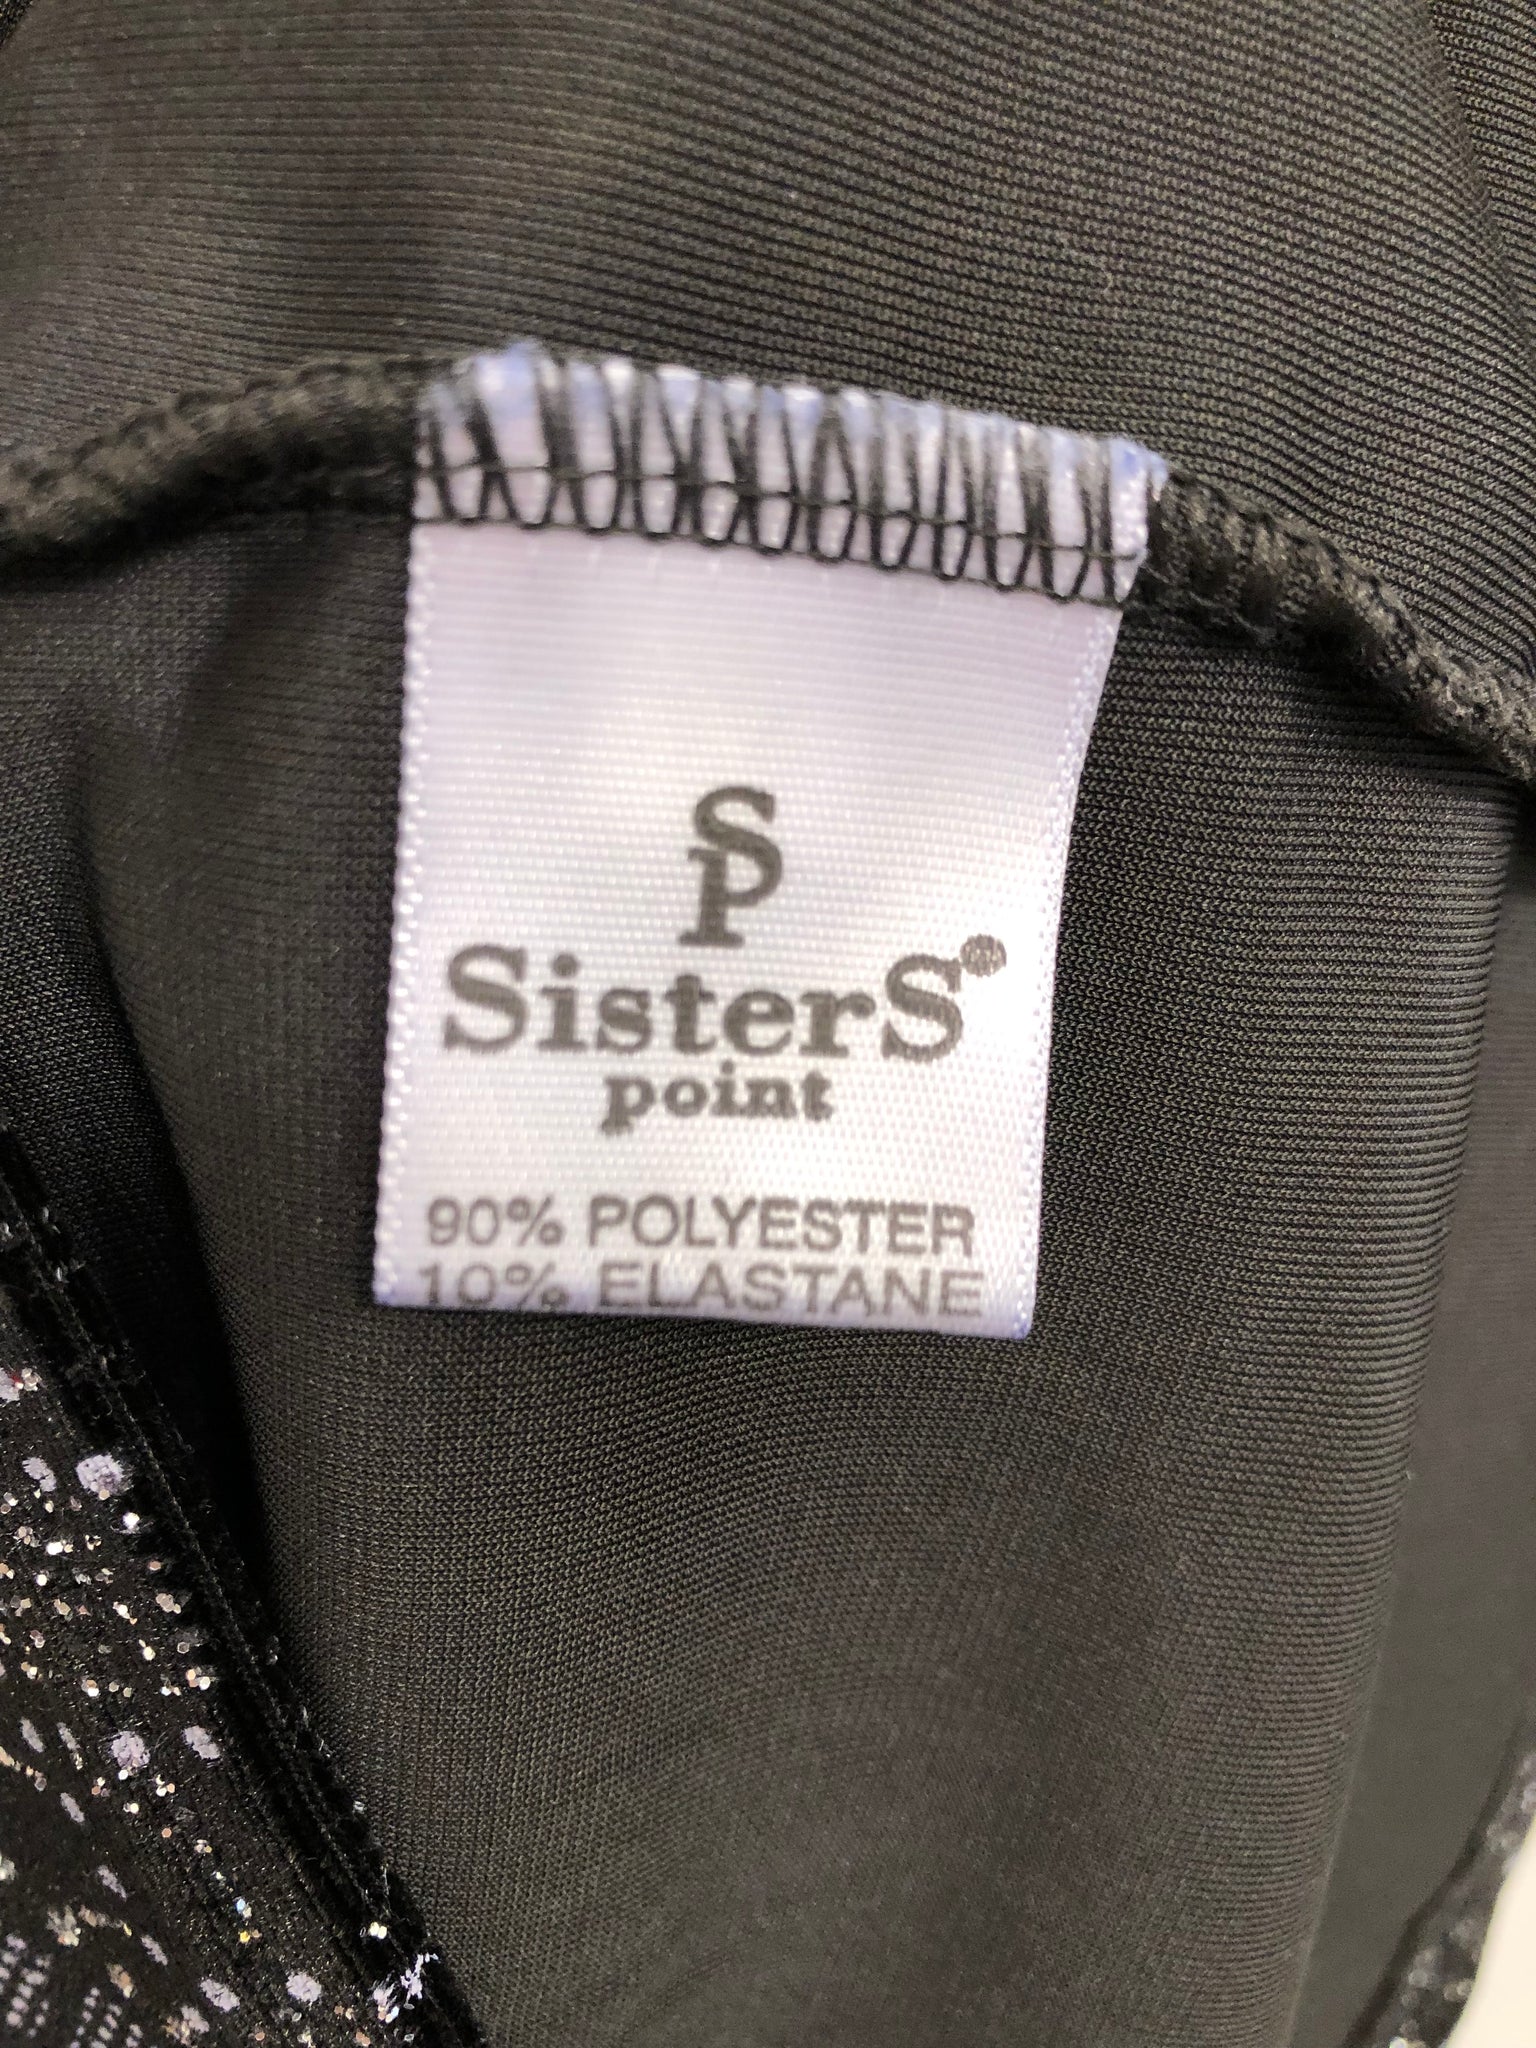 SP
SisterS®
point
90% POLYESTER
10% ELASTANE